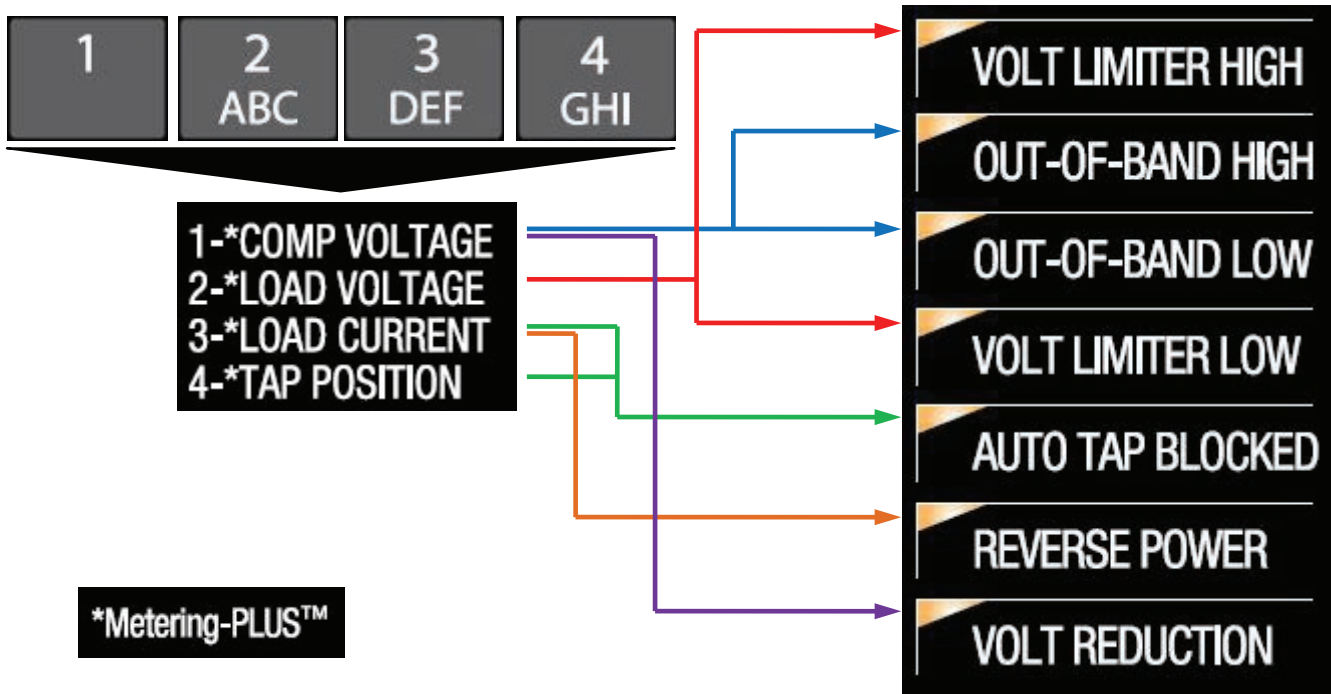 1
2
ABC
3
DEF
4
GHI
1-*COMP VOLTAGE
2-*LOAD VOLTAGE
3-*LOAD CURRENT
4-*TAP POSITION
*Metering-PLUS™
VOLT LIMITER HIGH
OUT-OF-BAND HIGH
OUT-OF-BAND LOW
VOLT LIMITER LOW
AUTO TAP BLOCKED
REVERSE POWER
VOLT REDUCTION